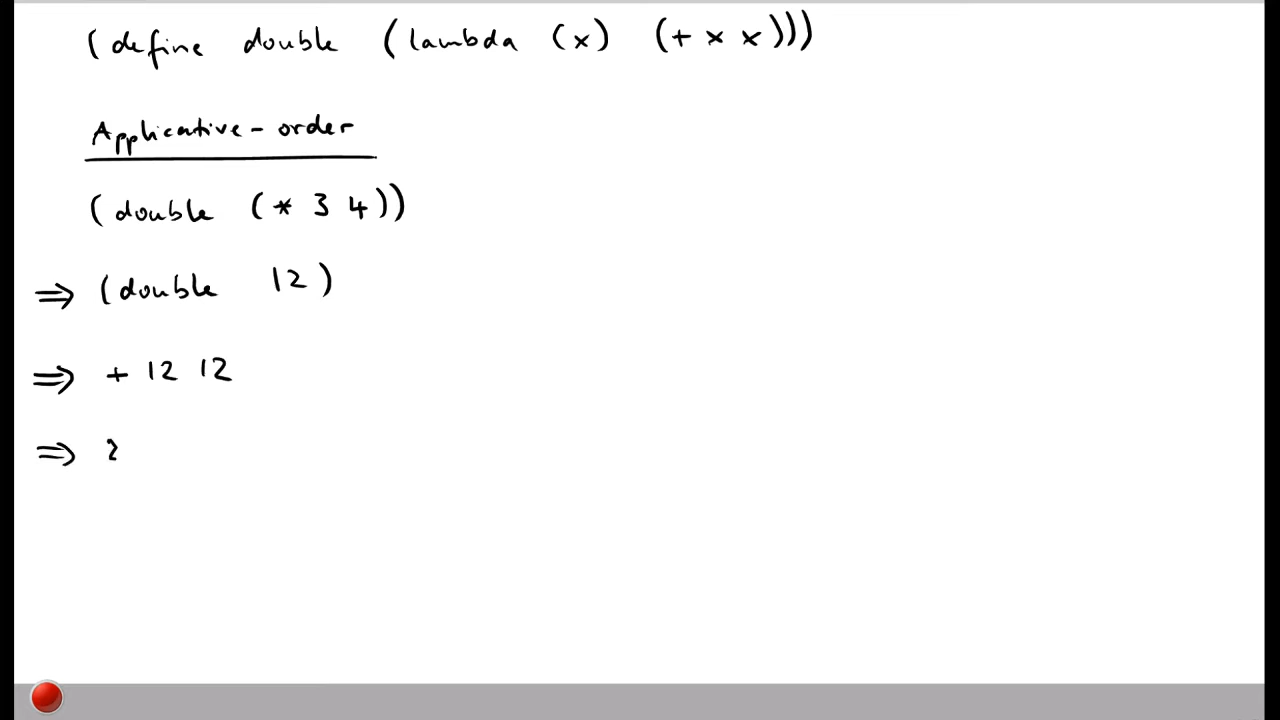 (define double (lambda (x) (+ x x)))
Applicative-order
(double (* 3 4))
⇒ (double 12)
⇒ + 12 12
⇒ 2